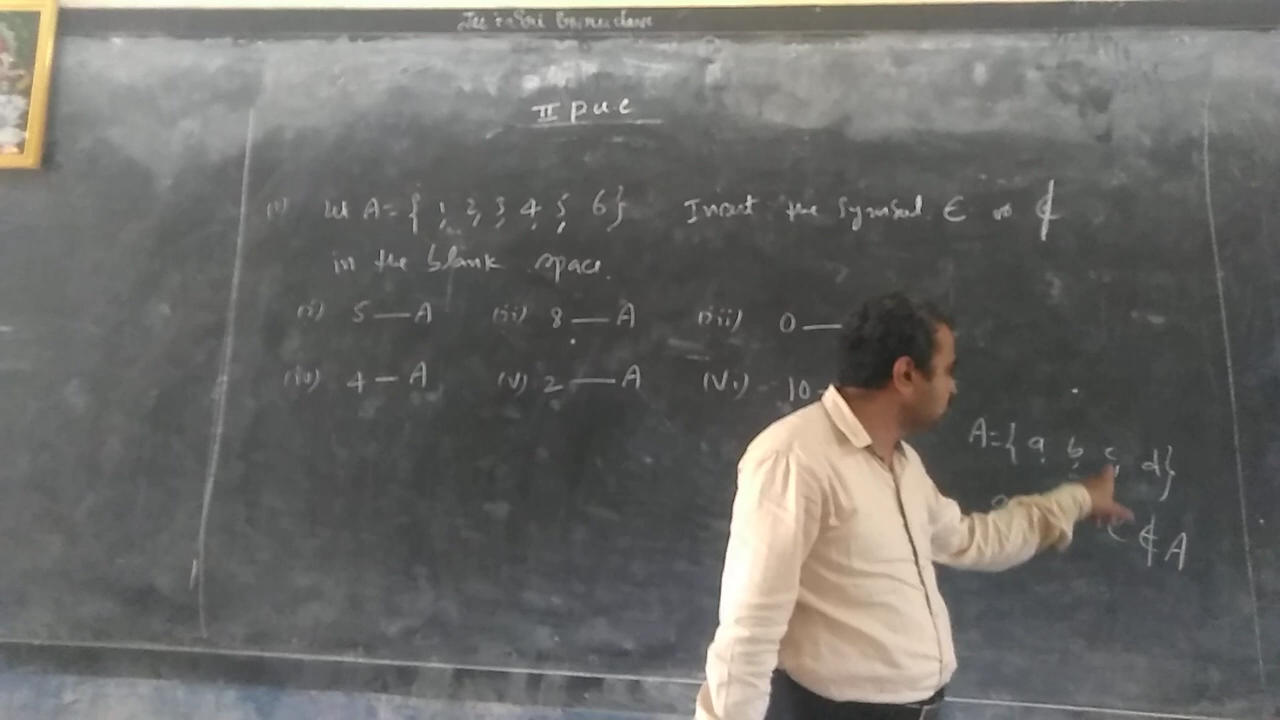 II P U C
(1) Let A = { 1, 2, 3, 4, 5, 6} Insert the Symbol ∈ or ∉
in the blank space.
(i) 5 — A (ii) 8 — A (iii) 0 —
(iv) 4 — A (v) 2 — A (vi) 10 -
A = { a, b, c, d}
∉ A